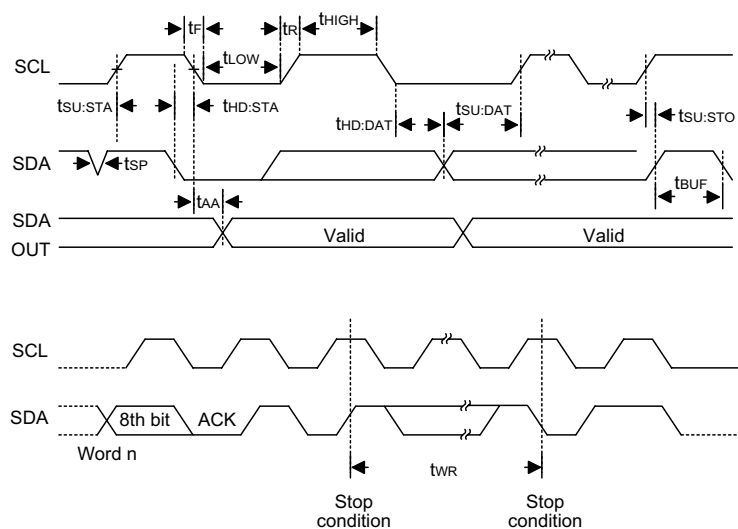 tF tR tHIGH
SCL tLOW
tSU:STA tHD:STA tHD:DAT tSU:DAT tSU:STO
SDA tSP tBUF
tAA
SDA
OUT Valid Valid
SCL
SDA 8th bit ACK
Word n
tWR
Stop condition Stop condition